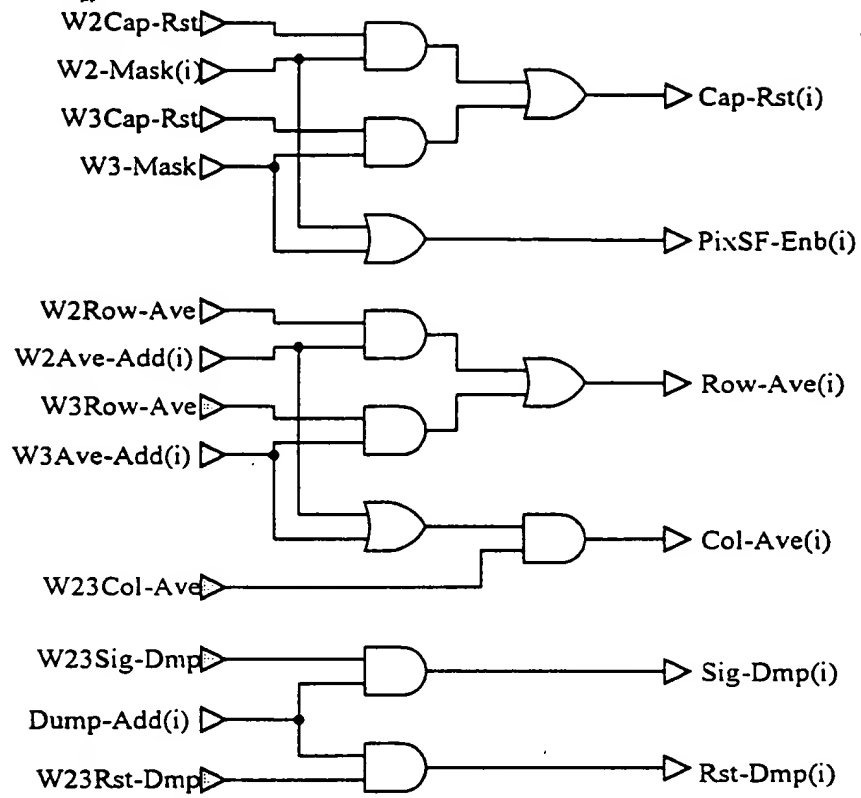 W2Cap-Rst
W2-Mask(i)
W3Cap-Rst
W3-Mask
Cap-Rst(i)
PixSF-Enb(i)
W2Row-Ave
W2Ave-Add(i)
W3Row-Ave
W3Ave-Add(i)
W23Col-Ave
Row-Ave(i)
Col-Ave(i)
W23Sig-Dmp
Dump-Add(i)
W23Rst-Dmp
Sig-Dmp(i)
Rst-Dmp(i)